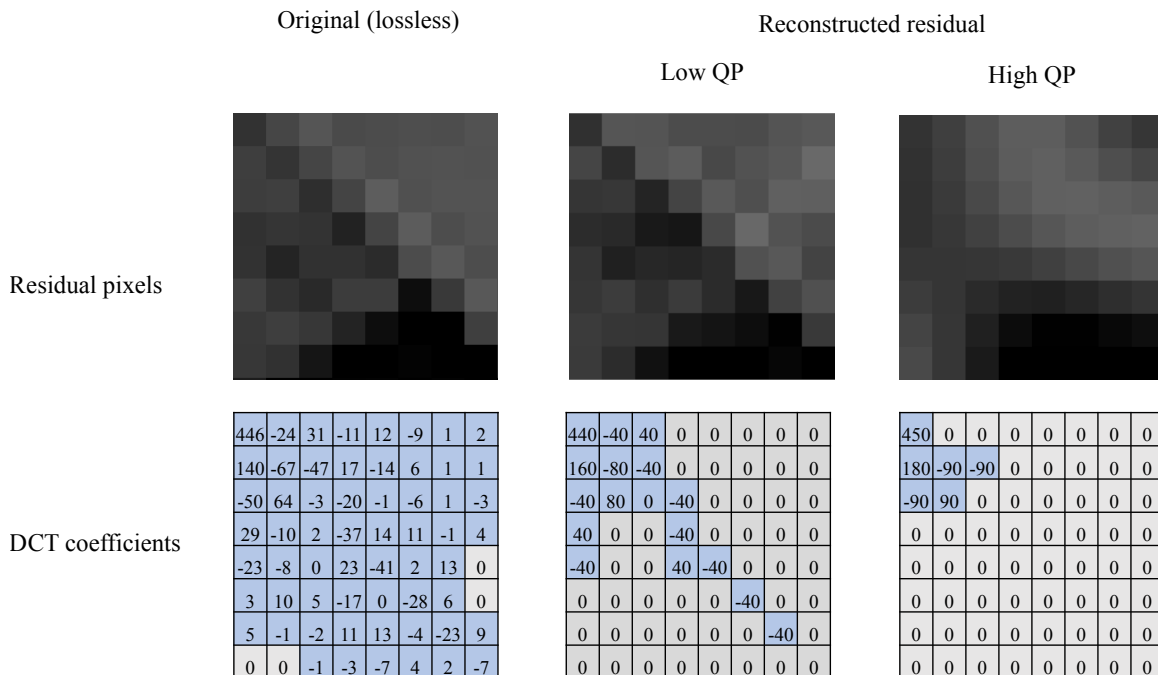 Original (lossless) Reconstructed residual
Low QP High QP
Residual pixels
DCT coefficients
446 -24 31 -11 12 -9 1 2
140 -67 -47 17 -14 6 1 1
-50 64 -3 -20 -1 -6 1 -3
29 -10 2 -37 14 11 -1 4
-23 -8 0 23 -41 2 13 0
3 10 5 -17 0 -28 6 0
5 -1 -2 11 13 -4 -23 9
0 0 -1 -3 -7 4 2 -7
440 -40 40 0 0 0 0 0
160 -80 -40 0 0 0 0 0
-40 80 0 -40 0 0 0 0
40 0 0 -40 0 0 0 0
-40 0 0 40 -40 0 0 0
0 0 0 0 0 -40 0 0
0 0 0 0 0 0 -40 0
0 0 0 0 0 0 0 0
450 0 0 0 0 0 0 0
180 -90 -90 0 0 0 0 0
-90 90 0 0 0 0 0 0
0 0 0 0 0 0 0 0
0 0 0 0 0 0 0 0
0 0 0 0 0 0 0 0
0 0 0 0 0 0 0 0
0 0 0 0 0 0 0 0